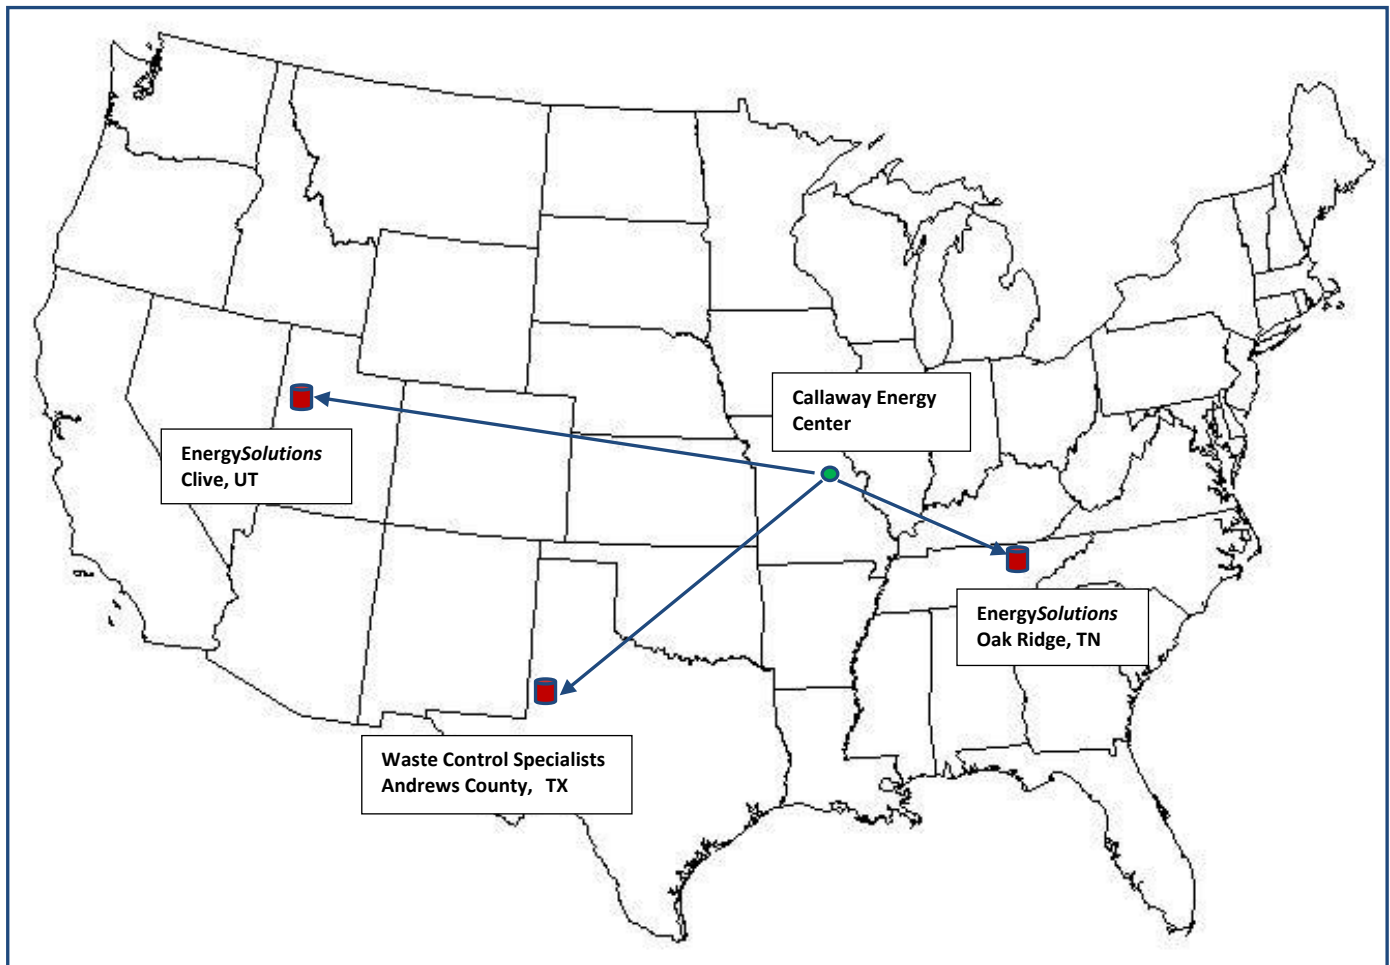 Callaway Energy
Center
EnergySolutions
Clive, UT
EnergySolutions
Oak Ridge, TN
Waste Control Specialists
Andrews County, TX